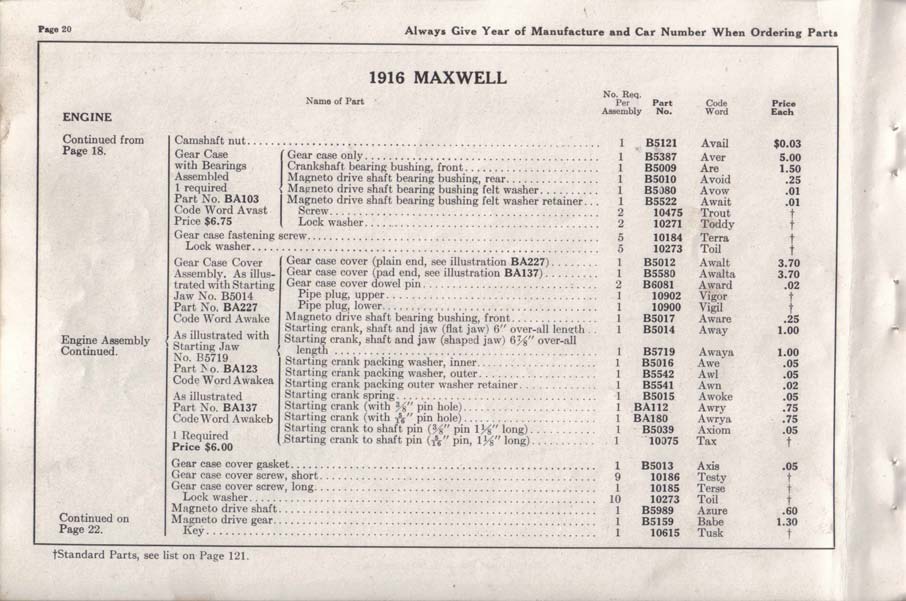 Page 20
Always Give Year of Manufacture and Car Number When Ordering Parts
1916 MAXWELL
ENGINE
Name of Part
No. Req. Per Assembly
Part No.
Code Word
Price Each
Continued from
Page 18.
Camshaft nut 1 B5121 Avail $0.03
Gear Case
with Bearings
Assembled
1 required
Part No. BA103
Code Word Avast
Price $6.75
Gear case only 1 B5387 Aver 5.00
Crankshaft bearing bushing, front 1 B5009 Are 1.50
Magneto drive shaft bearing bushing, rear 1 B5010 Avoid .25
Magneto drive shaft bearing bushing felt washer 1 B5080 Avow .01
Magneto drive shaft bearing bushing felt washer retainer 1 B5522 Await .01
Screw 2 10475 Trout †
Lock washer 2 10271 Toddy †
Gear case fastening screw 5 10184 Terra †
Lock washer 5 10273 Toil †
Engine Assembly
Continued.
Gear Case Cover
Assembly. As illus-
trated with Starting
Jaw No. B5014
Part No. BA227
Code Word Awake
As illustrated with
Starting Jaw
No. B5719
Part No. BA123
Code Word Awakea
As illustrated
Part No. BA137
Code Word Awakeb
1 Required
Price $6.00
Gear case cover (plain end, see illustration BA227) 1 B5012 Awalt 3.70
Gear case cover (pad end, see illustration BA137) 1 B5580 Awalta 3.70
Gear case cover dowel pin 2 B6081 Award .02
Pipe plug, upper 1 10902 Vigor †
Pipe plug, lower 1 10900 Vigil †
Magneto drive shaft bearing bushing, front 1 B5017 Aware .25
Starting crank, shaft and jaw (flat jaw) 6" over-all length 1 B5014 Away 1.00
Starting crank, shaft and jaw (shaped jaw) 6⅞" over-all
length 1 B5719 Awaya 1.00
Starting crank packing washer, inner 1 B5016 Awe .05
Starting crank packing washer, outer 1 B5542 Awl .05
Starting crank packing outer washer retainer 1 B5541 Awn .02
Starting crank spring 1 B5015 Awoke .05
Starting crank (with ⅜" pin hole) 1 BA112 Awry .75
Starting crank (with 5/16" pin hole) 1 BA180 Awrya .75
Starting crank to shaft pin (⅜" pin 1⅛" long) 1 B5039 Axiom .05
Starting crank to shaft pin (5/16" pin, 1⅛" long) 1 10375 Tax †
Gear case cover gasket 1 B5013 Axis .05
Gear case cover screw, short 9 10186 Testy †
Gear case cover screw, long 1 10185 Terse †
Lock washer 10 10273 Toil †
Magneto drive shaft 1 B5989 Azure .60
Magneto drive gear 1 B5159 Babe 1.30
Key 1 10615 Tusk †
Continued on
Page 22.
†Standard Parts, see list on Page 121.